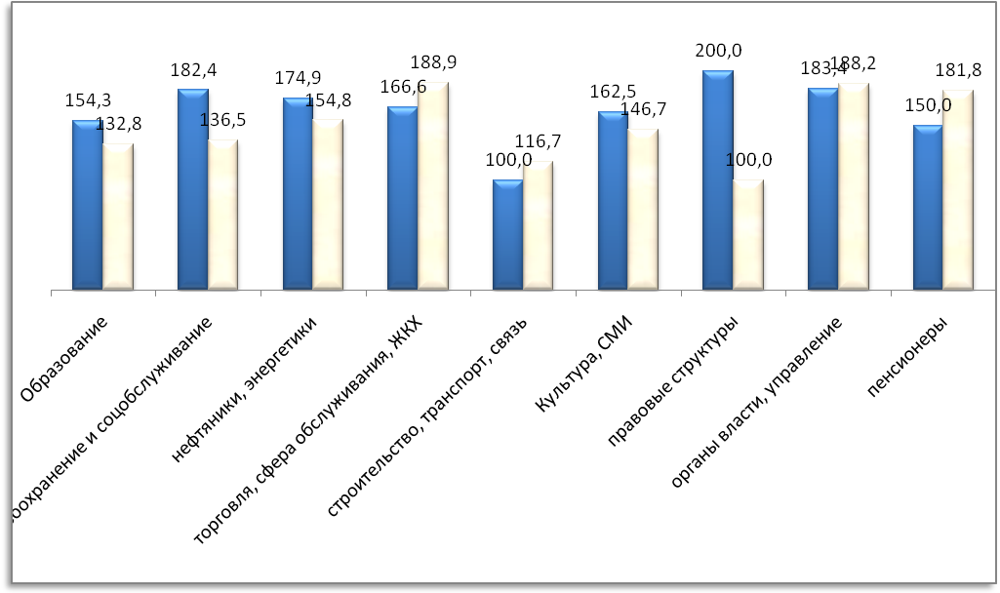 154,3
132,8
182,4
136,5
174,9
154,8
166,6
188,9
100,0
116,7
162,5
146,7
200,0
100,0
183,4
188,2
150,0
181,8
Образование
оохранение и соцобслуживание
нефтяники, энергетики
торговля, сфера обслуживания, ЖКХ
строительство, транспорт, связь
Культура, СМИ
правовые структуры
органы власти, управление
пенсионеры